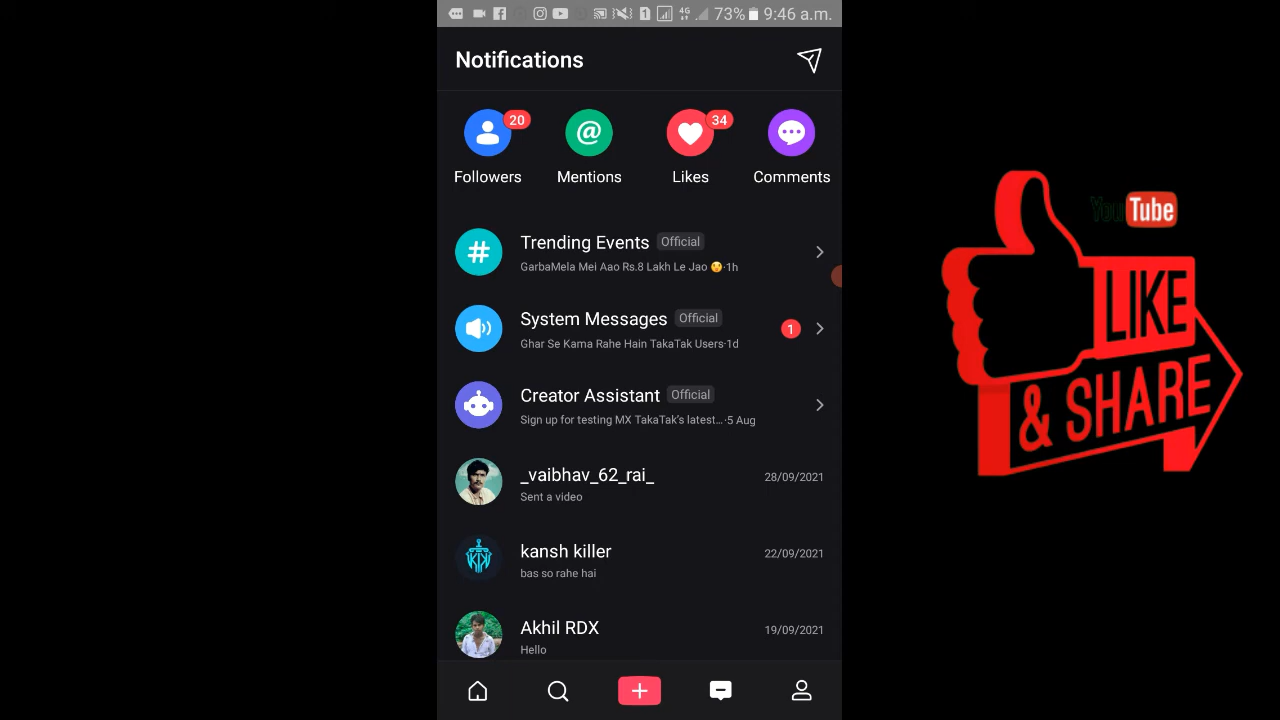 1 4G 73% 9:46 a.m.
Notifications
20
34
Followers
Mentions
Likes
Comments
Trending Events Official
GarbaMela Mei Aao Rs.8 Lakh Le Jao 😲·1h
System Messages Official
Ghar Se Kama Rahe Hain TakaTak Users·1d
1
Creator Assistant Official
Sign up for testing MX TakaTak's latest...·5 Aug
_vaibhav_62_rai_
28/09/2021
Sent a video
kansh killer
22/09/2021
bas so rahe hai
Akhil RDX
19/09/2021
Hello
YouTube
LIKE
& SHARE